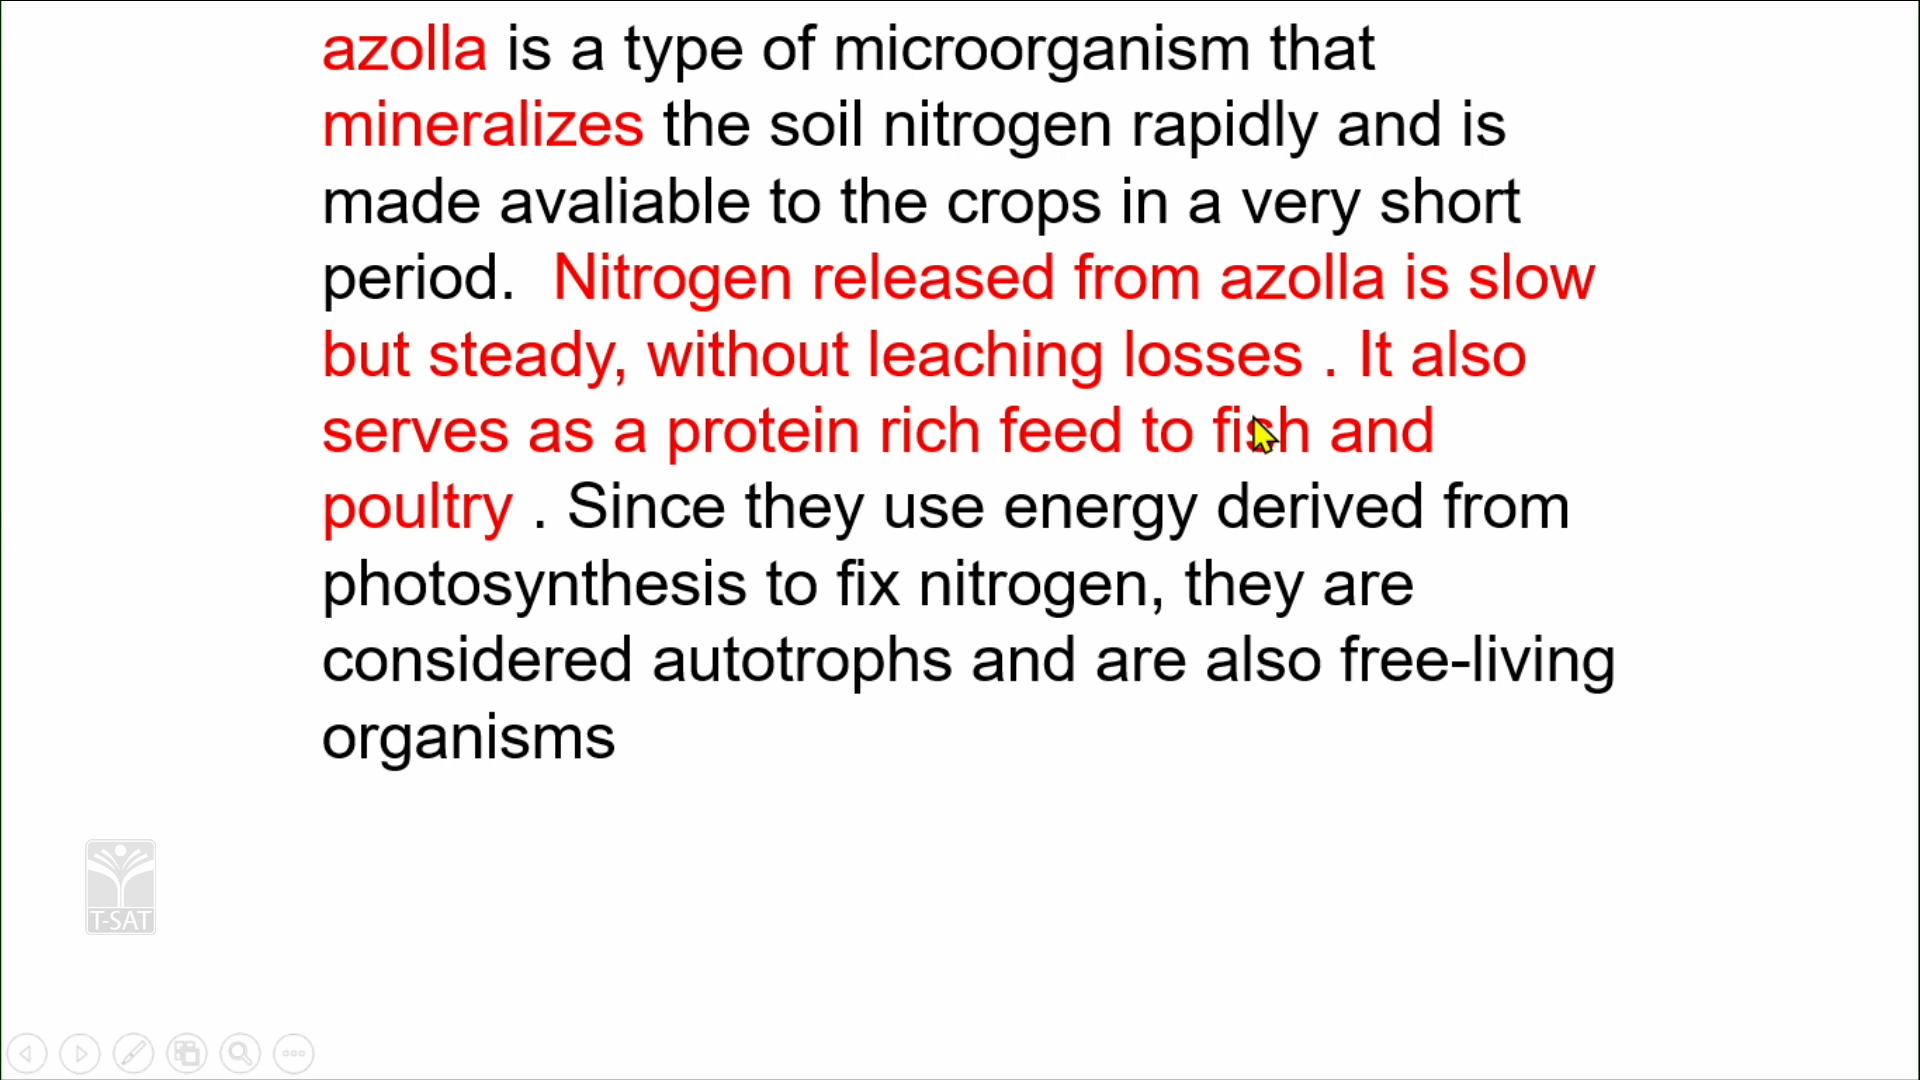 azolla is a type of microorganism that
mineralizes the soil nitrogen rapidly and is
made avaliable to the crops in a very short
period.  Nitrogen released from azolla is slow
but steady, without leaching losses . It also
serves as a protein rich feed to fish and
poultry . Since they use energy derived from
photosynthesis to fix nitrogen, they are
considered autotrophs and are also free-living
organisms
T-SAT